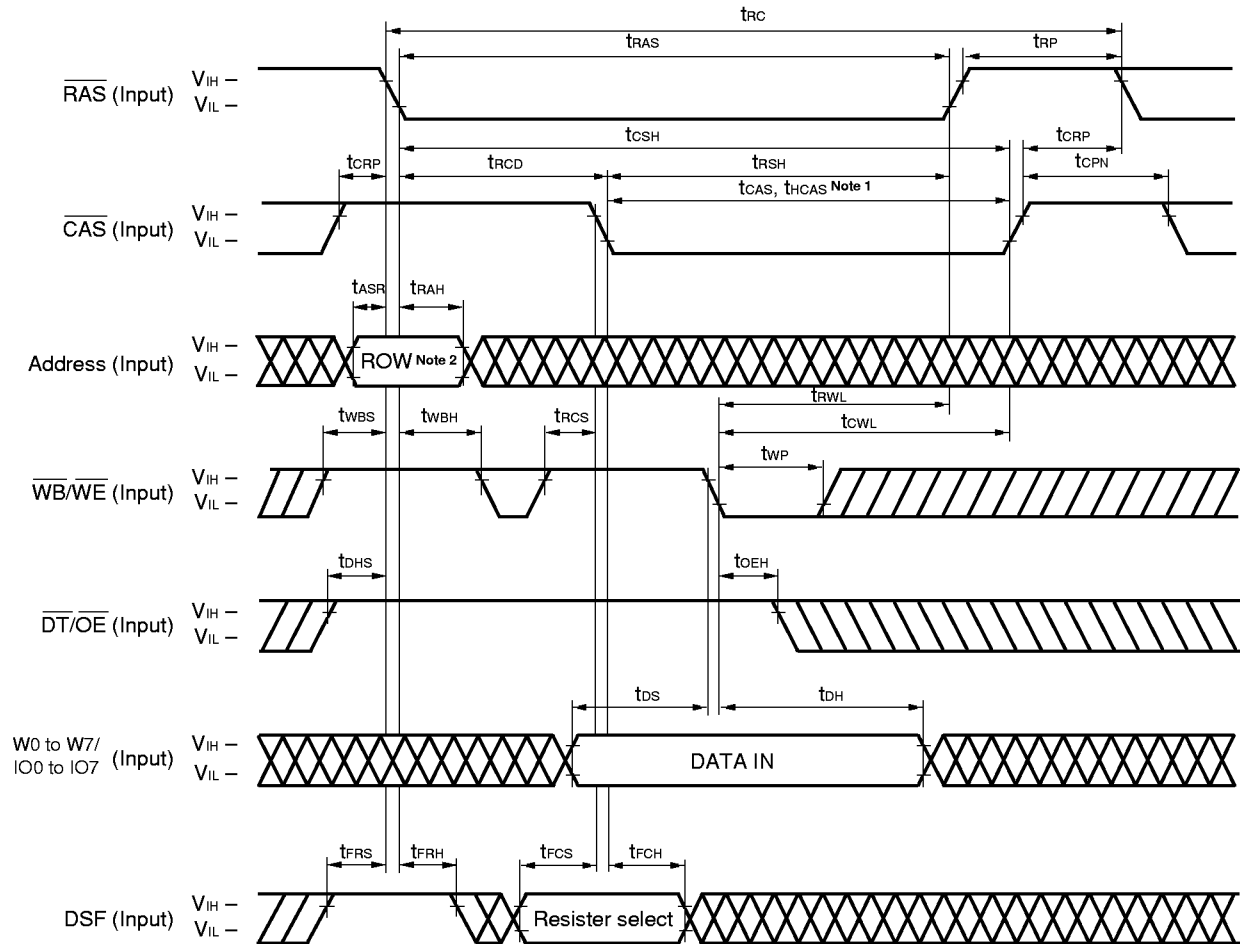 tRC
tRAS
tRP
RAS (Input)
VIH –
VIL –
tCSH
tCRP
tCRP
tRCD
tRSH
tCPN
tCAS, tHCAS Note 1
CAS (Input)
VIH –
VIL –
tASR
tRAH
Address (Input)
VIH –
VIL –
ROW Note 2
tRWL
tWBS
tWBH
tRCS
tCWL
tWP
WB/WE (Input)
VIH –
VIL –
tDHS
tOEH
DT/OE (Input)
VIH –
VIL –
tDS
tDH
W0 to W7/
IO0 to IO7
(Input)
VIH –
VIL –
DATA IN
tFRS
tFRH
tFCS
tFCH
DSF (Input)
VIH –
VIL –
Resister select